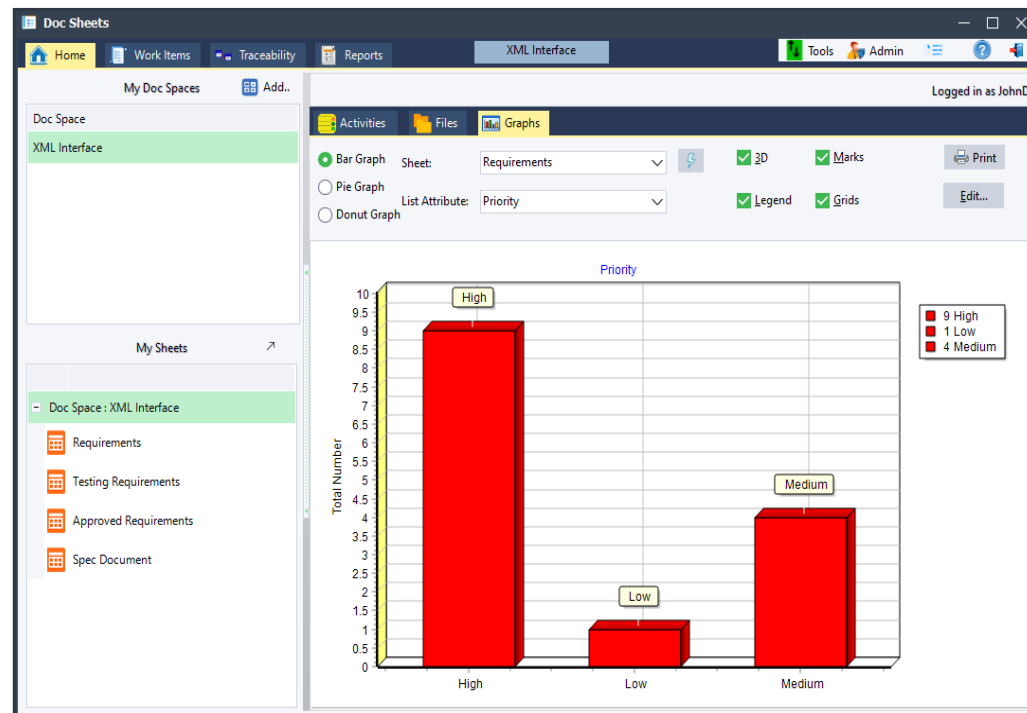 Doc Sheets
Home Work Items Traceability Reports XML Interface Tools Admin
My Doc Spaces Add..
Logged in as JohnD
Doc Space
XML Interface
Activities Files Graphs
Bar Graph Sheet: Requirements 3D Marks Print
Pie Graph
List Attribute: Priority Legend Grids Edit...
Donut Graph
My Sheets
Doc Space : XML Interface
Requirements
Testing Requirements
Approved Requirements
Spec Document
Priority
Total Number
10
9.5
9
8.5
8
7.5
7
6.5
6
5.5
5
4.5
4
3.5
3
2.5
2
1.5
1
0.5
0
High
Low
Medium
High Low Medium
9 High
1 Low
4 Medium